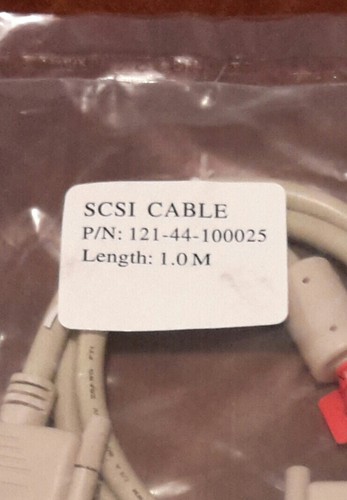 SCSI CABLE
P/N: 121-44-100025
Length: 1.0 M